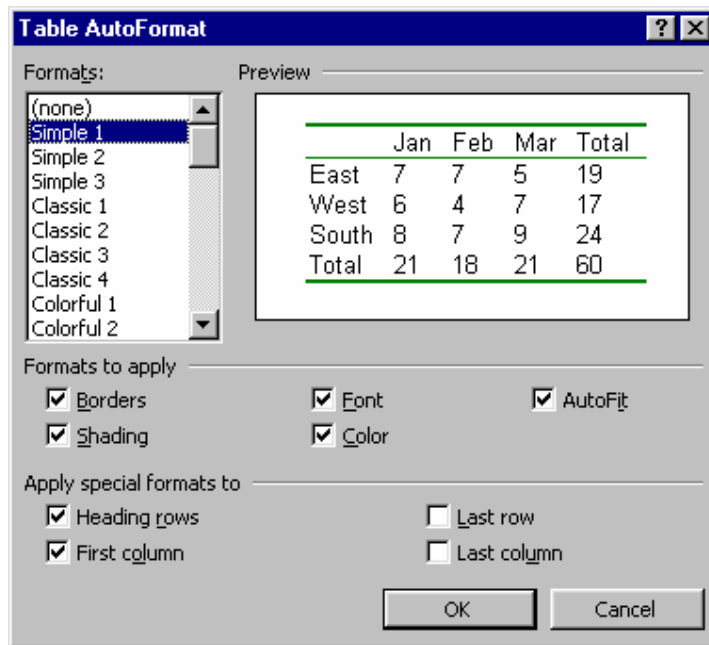 Table AutoFormat
Formats:
Preview
(none)
Simple 1
Simple 2
Simple 3
Classic 1
Classic 2
Classic 3
Classic 4
Colorful 1
Colorful 2
Jan Feb Mar Total
East 7 7 5 19
West 6 4 7 17
South 8 7 9 24
Total 21 18 21 60
Formats to apply
Borders Font AutoFit
Shading Color
Apply special formats to
Heading rows Last row
First column Last column
OK Cancel